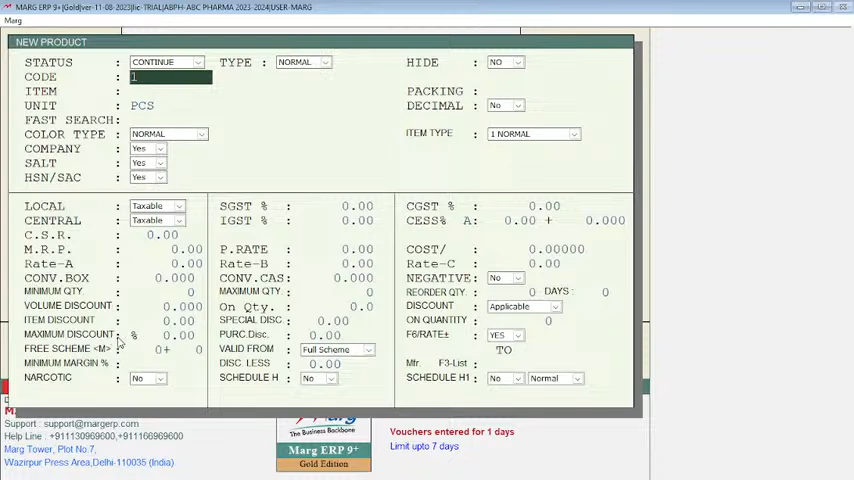 MARG ERP 9+|Gold|ver-11-08-2023|lic-TRIAL|ABPH-ABC PHARMA 2023-2024|USER-MARG
Marg
NEW PRODUCT
STATUS : CONTINUE TYPE : NORMAL HIDE : NO
CODE : 1
ITEM : PACKING :
UNIT : PCS DECIMAL : No
FAST SEARCH:
COLOR TYPE : NORMAL ITEM TYPE : 1 NORMAL
COMPANY : Yes
SALT : Yes
HSN/SAC : Yes
LOCAL : Taxable SGST % : 0.00 CGST % : 0.00
CENTRAL : Taxable IGST % : 0.00 CESS% A: 0.00 + 0.000
C.S.R. : 0.00
M.R.P. : 0.00 P.RATE : 0.00 COST/ : 0.00000
Rate-A : 0.00 Rate-B : 0.00 Rate-C : 0.00
CONV.BOX : 0.000 CONV.CAS: 0.000 NEGATIVE: No
MINIMUM QTY : 0 MAXIMUM QTY. : 0 REORDER QTY. : 0 DAYS : 0
VOLUME DISCOUNT : 0.000 On Qty. : 0.0 DISCOUNT : Applicable
ITEM DISCOUNT : 0.00 SPECIAL DISC : 0.00 ON QUANTITY : 0
MAXIMUM DISCOUNT : % 0.00 PURC.Disc. : 0.00 F6/RATE± : YES
FREE SCHEME <M> : 0+ 0 VALID FROM : Full Scheme TO
MINIMUM MARGIN % : DISC. LESS : 0.00 Mfr. F3-List :
NARCOTIC : No SCHEDULE H : No SCHEDULE H1 : No Normal
Support : support@margerp.com
Help Line : +911130969600,+911166969600
Marg Tower, Plot No.7,
Wazirpur Press Area,Delhi-110035 (India)
The Business Backbone
Marg ERP 9+
Gold Edition
Vouchers entered for 1 days
Limit upto 7 days